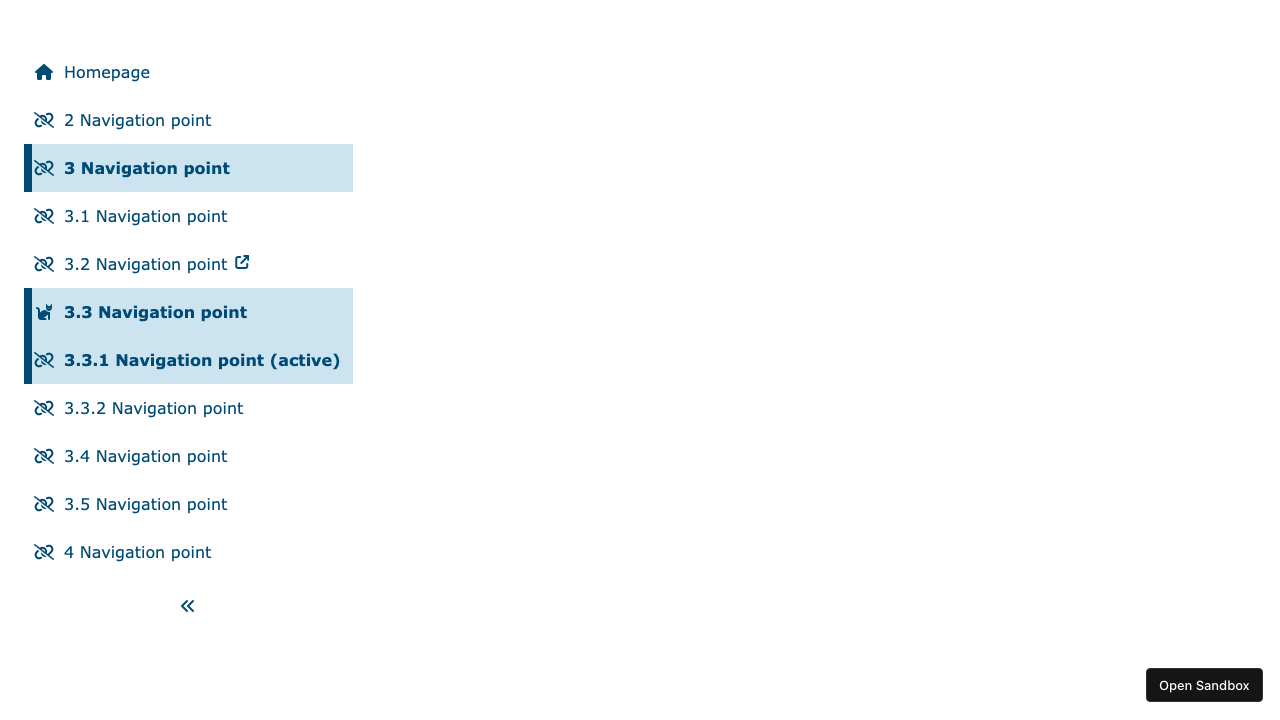 Homepage
2 Navigation point
3 Navigation point
3.1 Navigation point
3.2 Navigation point
3.3 Navigation point
3.3.1 Navigation point (active)
3.3.2 Navigation point
3.4 Navigation point
3.5 Navigation point
4 Navigation point
Open Sandbox